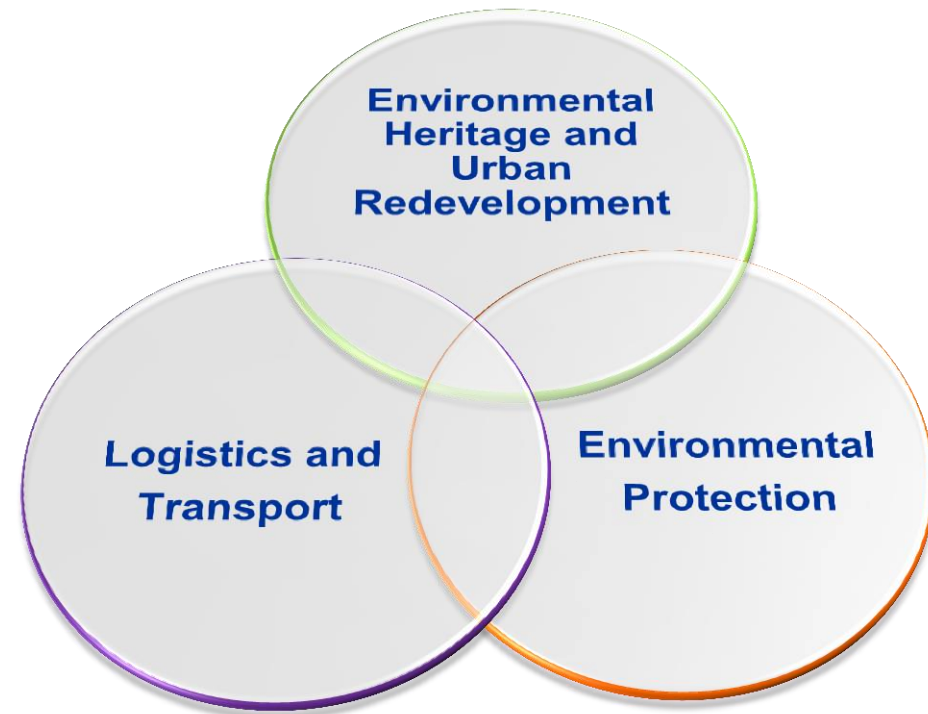 Environmental
Heritage and
Urban
Redevelopment
Logistics and
Transport
Environmental
Protection